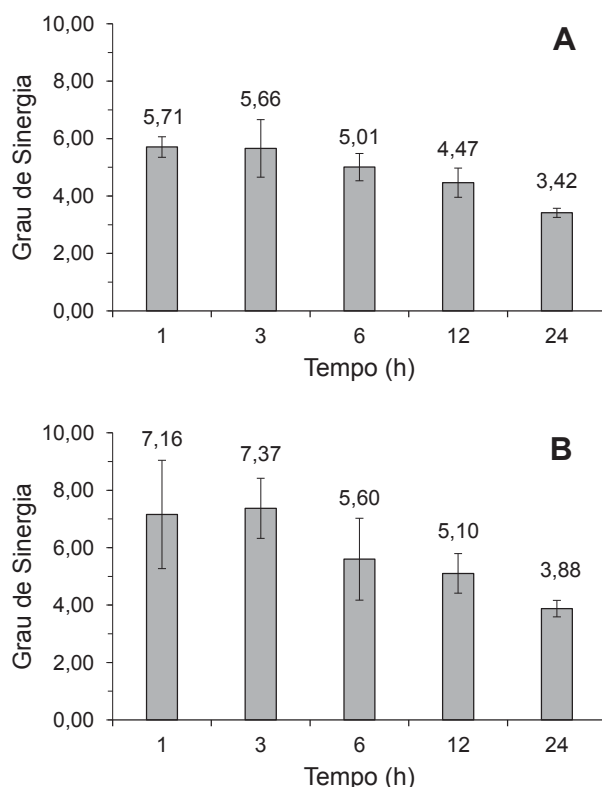 10,00
8,00
6,00
4,00
2,00
0,00
Grau de Sinergia
A
5,71
5,66
5,01
4,47
3,42
1 3 6 12 24
Tempo (h)
10,00
8,00
6,00
4,00
2,00
0,00
Grau de Sinergia
B
7,16
7,37
5,60
5,10
3,88
1 3 6 12 24
Tempo (h)